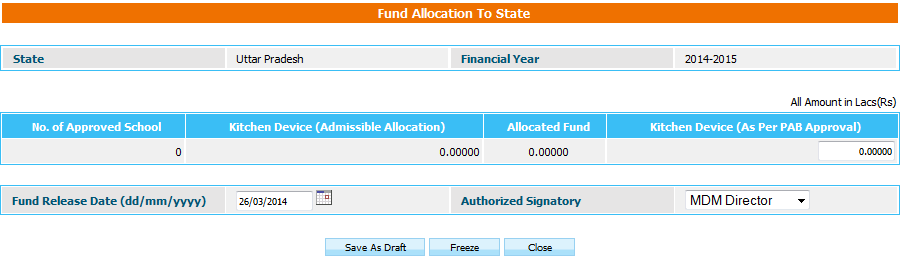 Fund Allocation To State
State Uttar Pradesh Financial Year 2014-2015
All Amount in Lacs(Rs)
No. of Approved School Kitchen Device (Admissible Allocation) Allocated Fund Kitchen Device (As Per PAB Approval)
0 0.00000 0.00000 0.00000
Fund Release Date (dd/mm/yyyy) 26/03/2014 Authorized Signatory MDM Director
Save As Draft Freeze Close